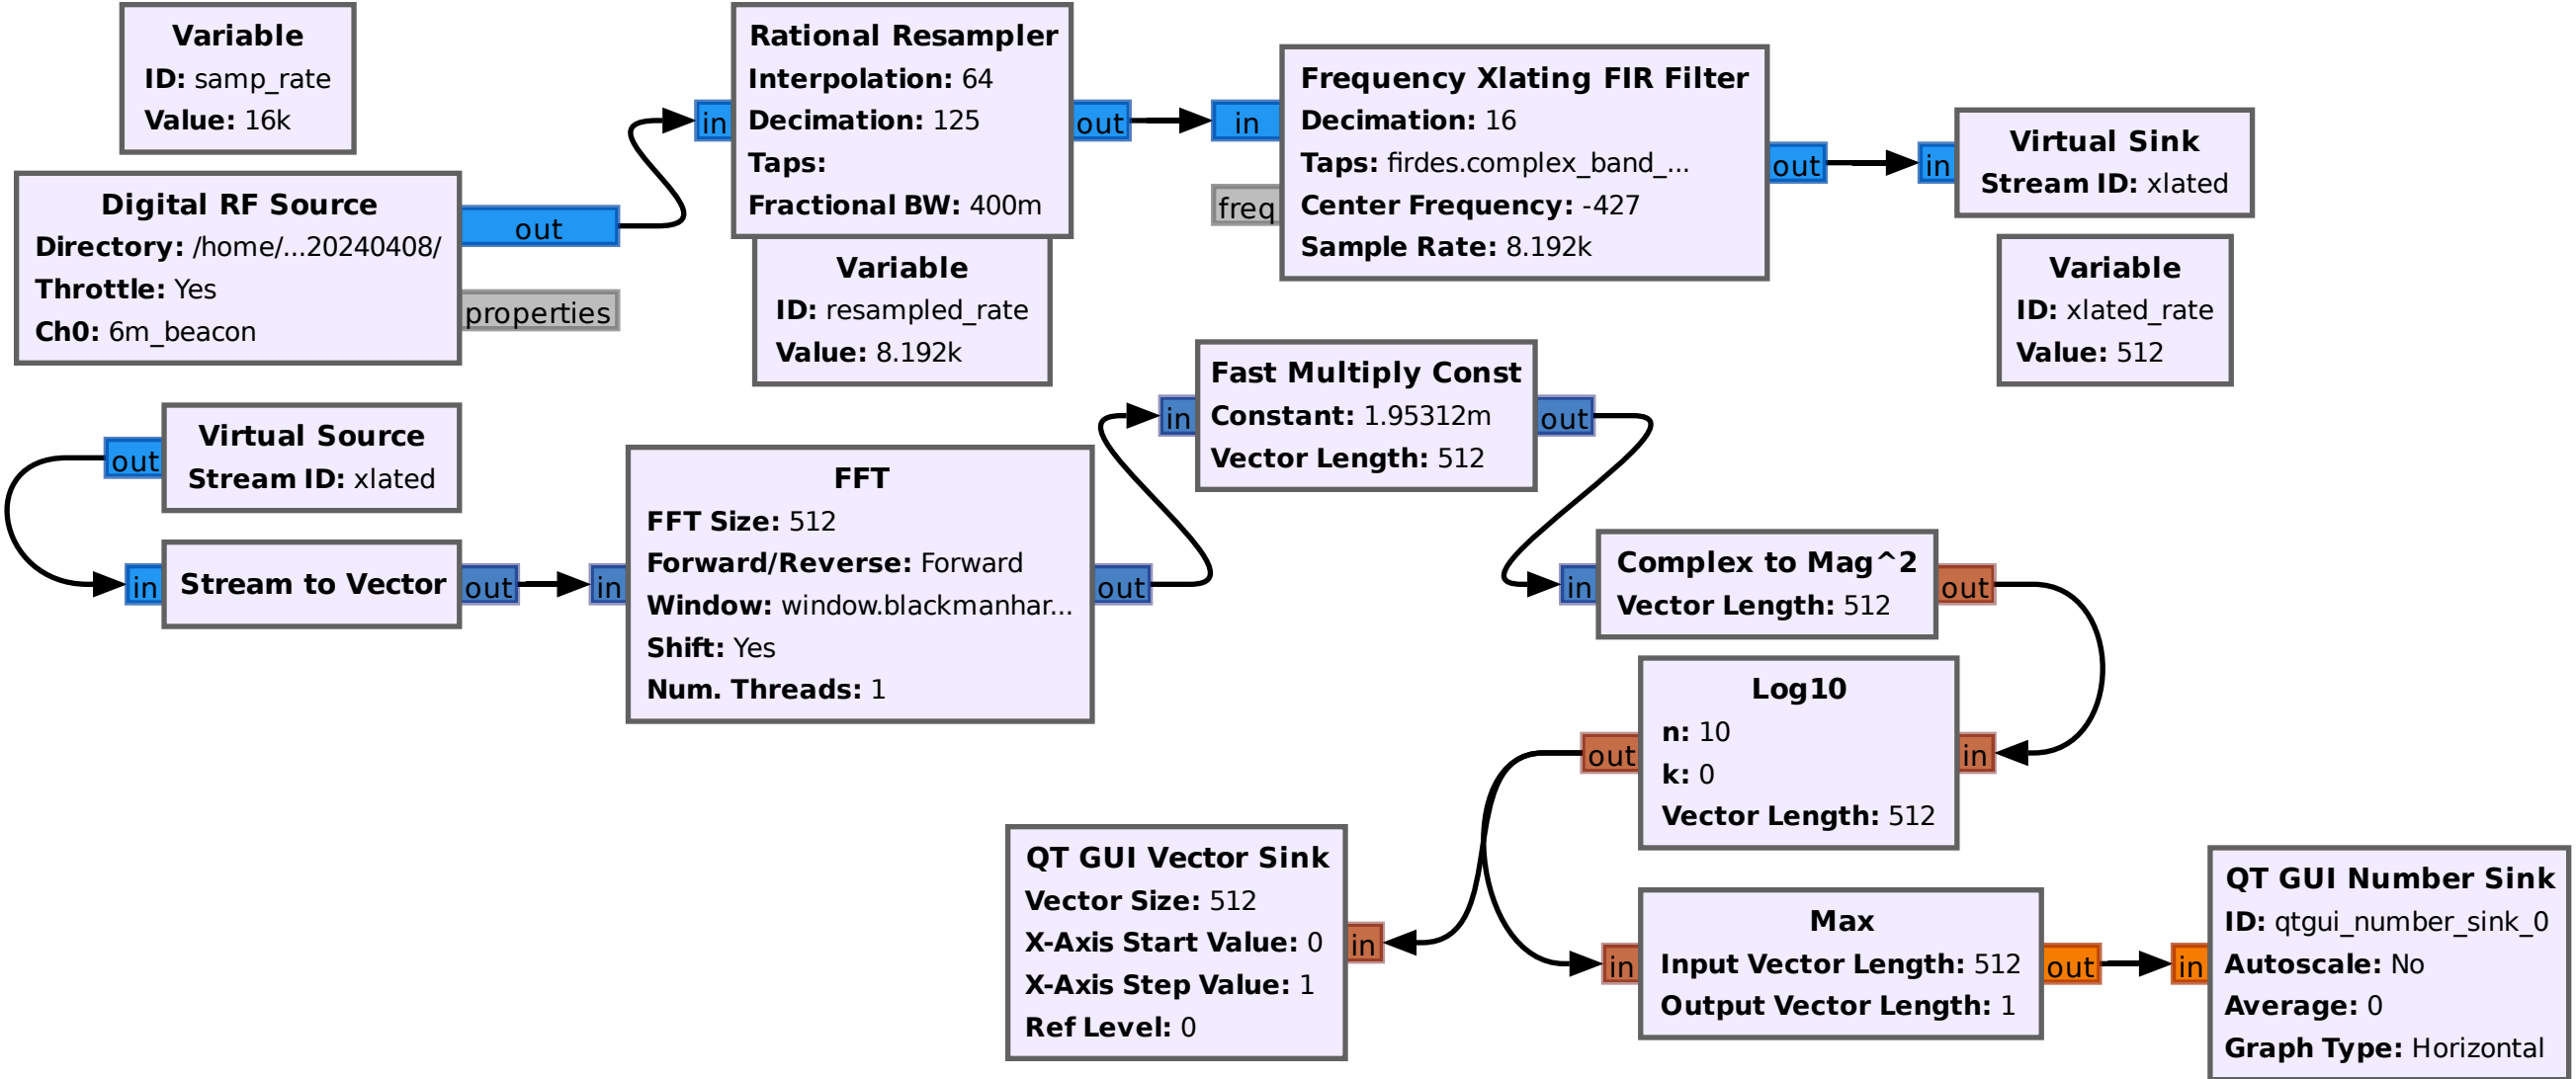 Variable
ID: samp_rate
Value: 16k
Digital RF Source
Directory: /home/...20240408/
Throttle: Yes
Ch0: 6m_beacon
out
properties
in
Rational Resampler
Interpolation: 64
Decimation: 125
Taps:
Fractional BW: 400m
out
Variable
ID: resampled_rate
Value: 8.192k
in
freq
Frequency Xlating FIR Filter
Decimation: 16
Taps: firdes.complex_band_...
Center Frequency: -427
Sample Rate: 8.192k
out
in
Virtual Sink
Stream ID: xlated
Variable
ID: xlated_rate
Value: 512
out
Virtual Source
Stream ID: xlated
in
Stream to Vector
out
in
FFT
FFT Size: 512
Forward/Reverse: Forward
Window: window.blackmanhar...
Shift: Yes
Num. Threads: 1
out
in
Fast Multiply Const
Constant: 1.95312m
Vector Length: 512
out
in
Complex to Mag^2
Vector Length: 512
out
out
Log10
n: 10
k: 0
Vector Length: 512
in
QT GUI Vector Sink
Vector Size: 512
X-Axis Start Value: 0
X-Axis Step Value: 1
Ref Level: 0
in
in
Max
Input Vector Length: 512
Output Vector Length: 1
out
in
QT GUI Number Sink
ID: qtgui_number_sink_0
Autoscale: No
Average: 0
Graph Type: Horizontal